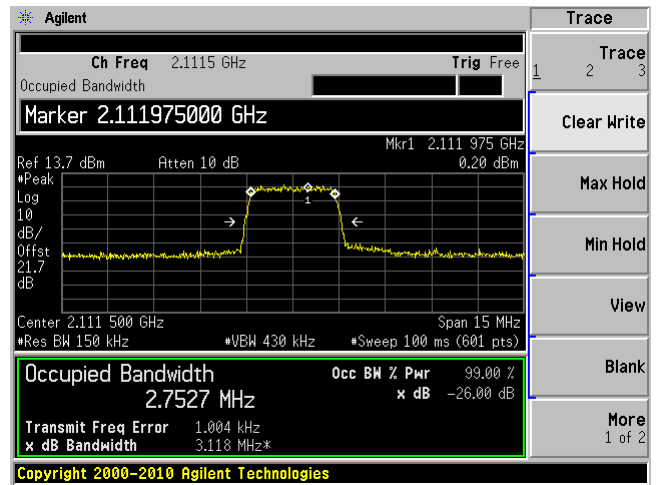 Agilent
Trace
Ch Freq 2.1115 GHz Trig Free
Occupied Bandwidth
Trace
1 2 3
Marker 2.111975000 GHz
Clear Write
Mkr1 2.111 975 GHz
Ref 13.7 dBm Atten 10 dB 0.20 dBm
#Peak
Log
10
dB/
Offst
21.7
dB
1
Max Hold
Min Hold
View
Center 2.111 500 GHz Span 15 MHz
#Res BW 150 kHz #VBW 430 kHz #Sweep 100 ms (601 pts)
Occupied Bandwidth Occ BW % Pwr 99.00 %
2.7527 MHz x dB -26.00 dB
Transmit Freq Error 1.004 kHz
x dB Bandwidth 3.118 MHz*
Blank
More
1 of 2
Copyright 2000-2010 Agilent Technologies